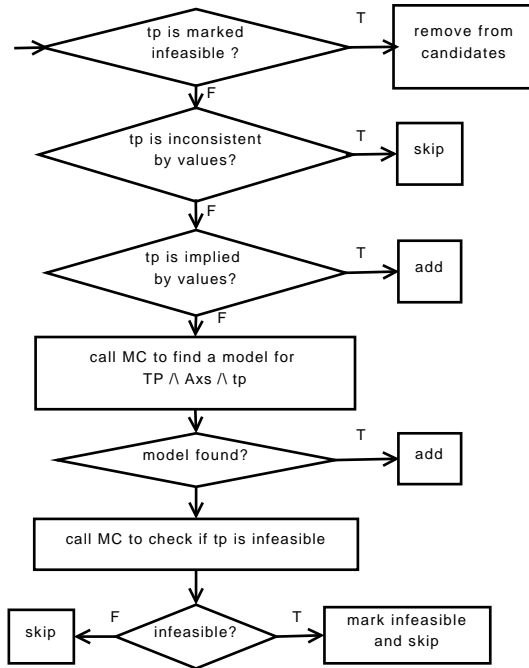 tp is marked
infeasible ?
T
remove from
candidates
F
tp is inconsistent
by values?
T
skip
F
tp is implied
by values?
T
add
F
call MC to find a model for
TP /\ Axs /\ tp
model found?
T
add
call MC to check if tp is infeasible
skip
F
infeasible?
T
mark infeasible
and skip